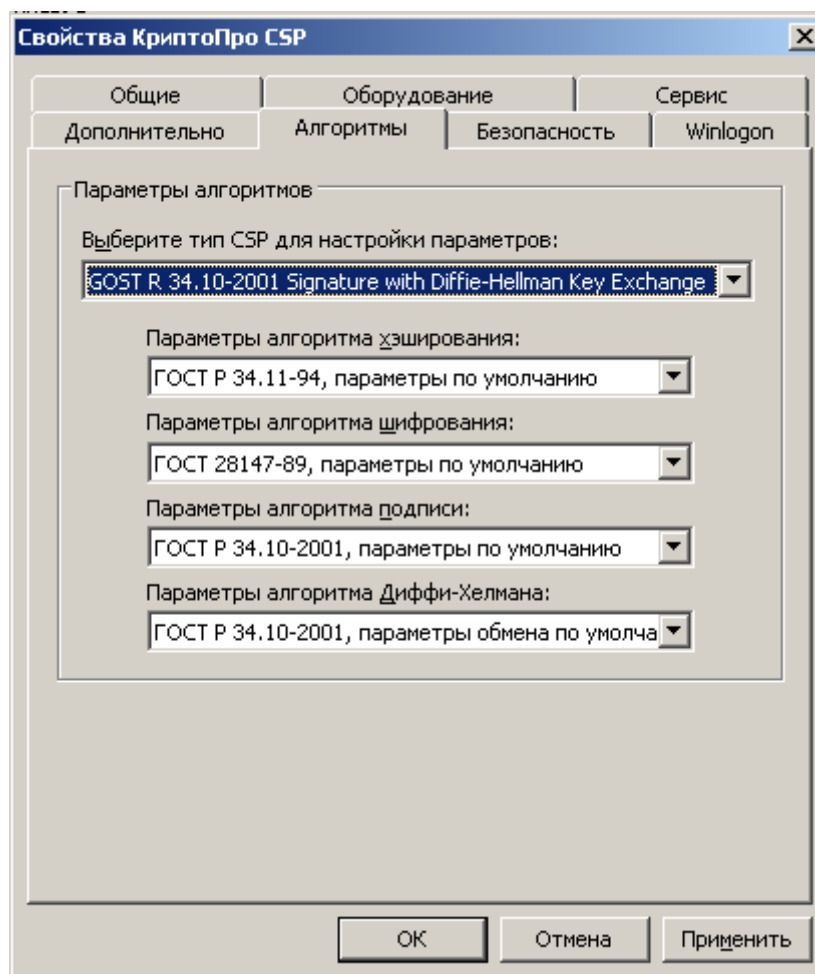 Свойства КриптоПро CSP
Общие Оборудование Сервис
Дополнительно Алгоритмы Безопасность Winlogon
Параметры алгоритмов
Выберите тип CSP для настройки параметров:
GOST R 34.10-2001 Signature with Diffie-Hellman Key Exchange
Параметры алгоритма хэширования:
ГОСТ Р 34.11-94, параметры по умолчанию
Параметры алгоритма шифрования:
ГОСТ 28147-89, параметры по умолчанию
Параметры алгоритма подписи:
ГОСТ Р 34.10-2001, параметры по умолчанию
Параметры алгоритма Диффи-Хелмана:
ГОСТ Р 34.10-2001, параметры обмена по умолча
ОК Отмена Применить